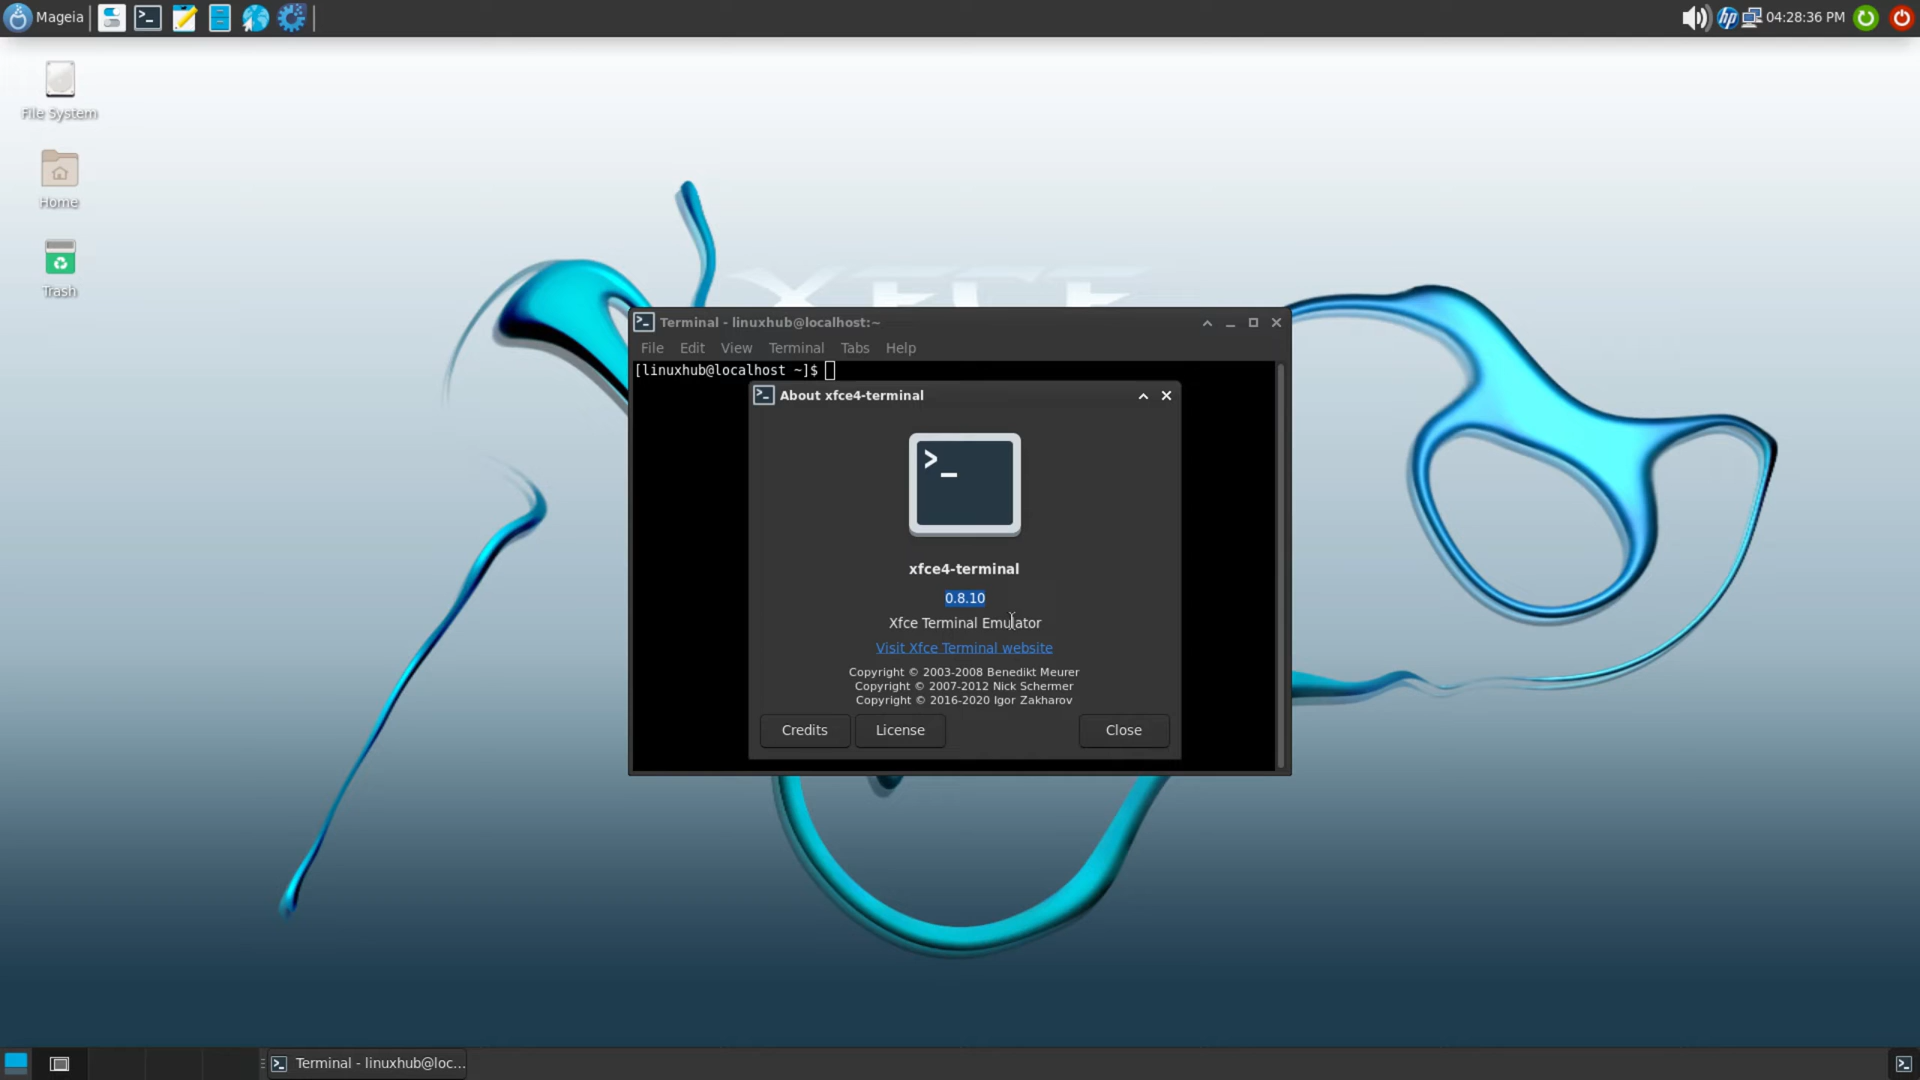 Mageia
04:28:36 PM
File System
Home
Trash
XFCE
Terminal - linuxhub@localhost:~
File Edit View Terminal Tabs Help
[linuxhub@localhost ~]$
About xfce4-terminal
>_
xfce4-terminal
0.8.10
Xfce Terminal Emulator
Visit Xfce Terminal website
Copyright © 2003-2008 Benedikt Meurer
Copyright © 2007-2012 Nick Schermer
Copyright © 2016-2020 Igor Zakharov
Credits License Close
Terminal - linuxhub@loc...